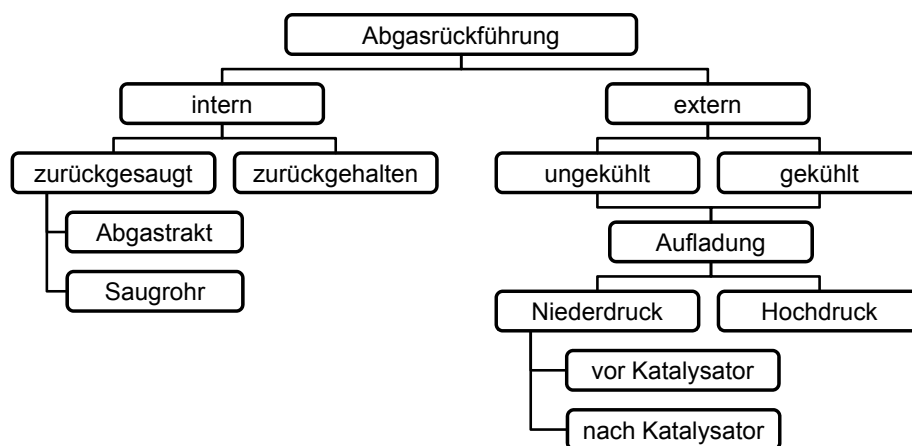 Abgasrückführung
intern
extern
zurückgesaugt
zurückgehalten
ungekühlt
gekühlt
Abgastrakt
Aufladung
Saugrohr
Niederdruck
Hochdruck
vor Katalysator
nach Katalysator